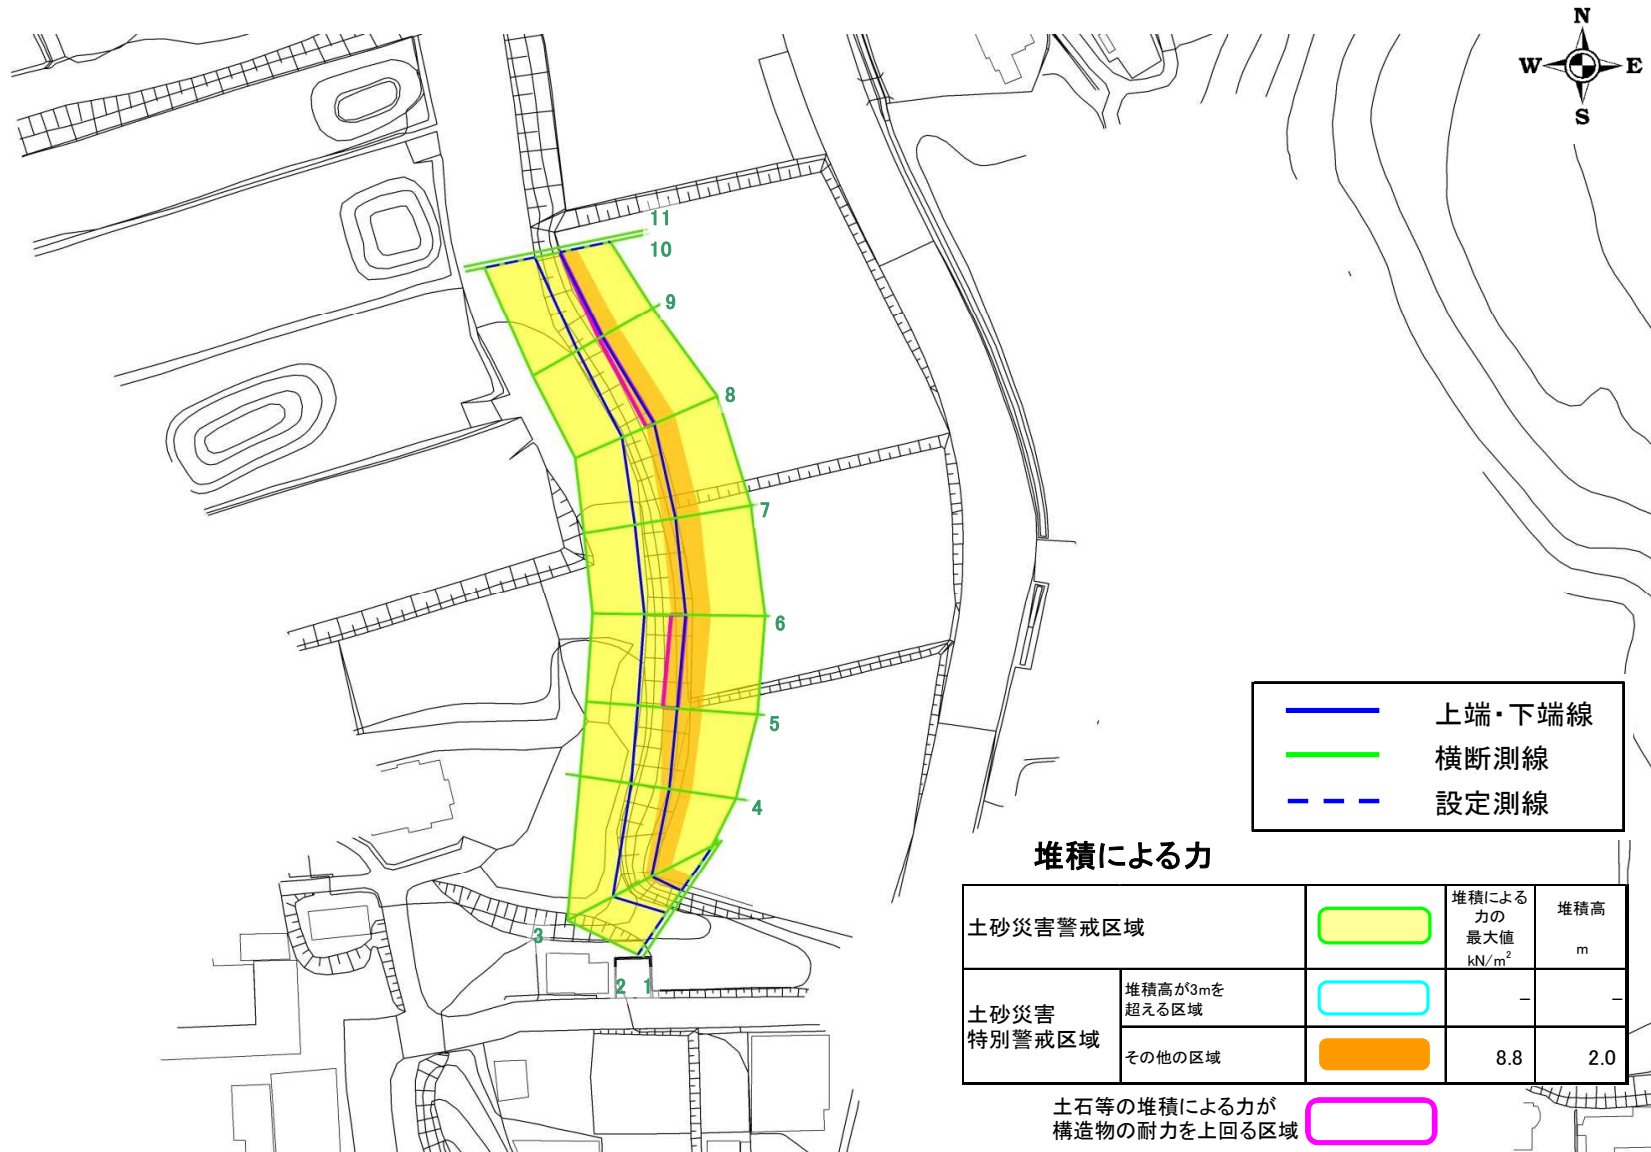 N
W E
S
11
10
9
8
7
6
5
4
3
2 1
上端・下端線
横断測線
設定測線
堆積による力
土砂災害警戒区域
堆積による
力の
最大値
kN/m²
堆積高
m
土砂災害
特別警戒区域
堆積高が3mを
超える区域
－ －
その他の区域
8.8 2.0
土石等の堆積による力が
構造物の耐力を上回る区域